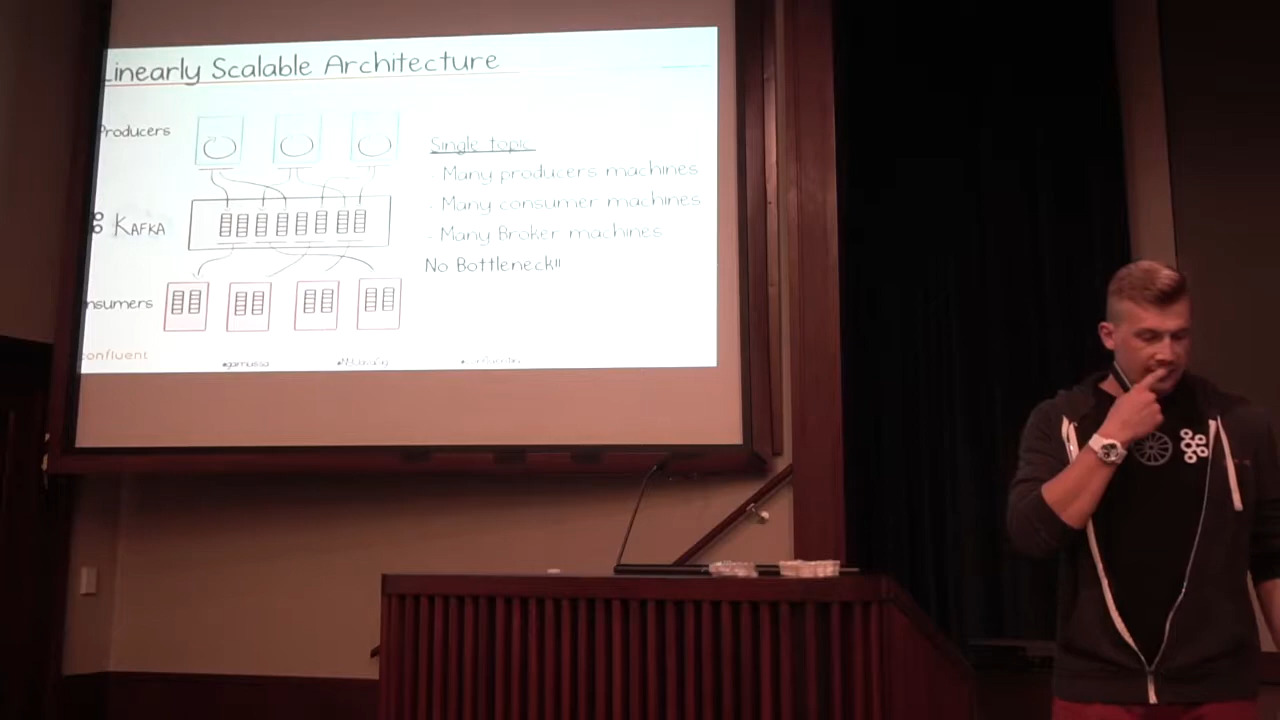 Linearly Scalable Architecture
Producers
Single topic
- Many producers machines
- Many consumer machines
- Many Broker machines
No Bottleneck!!
KAFKA
nsumers
confluent
@gamussa